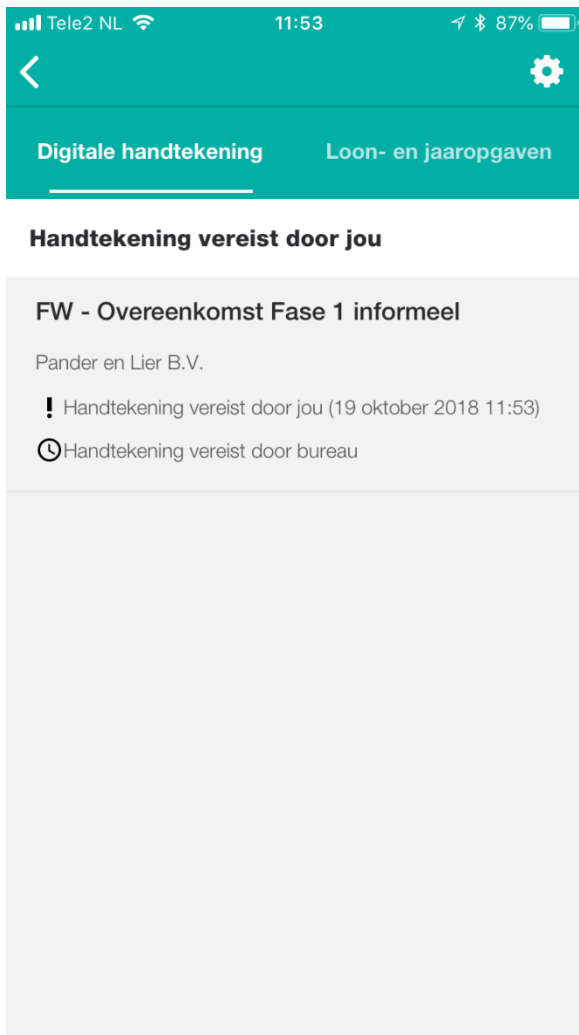 Tele2 NL 11:53 87%
Digitale handtekening Loon- en jaaropgaven
Handtekening vereist door jou
FW - Overeenkomst Fase 1 informeel
Pander en Lier B.V.
Handtekening vereist door jou (19 oktober 2018 11:53)
Handtekening vereist door bureau